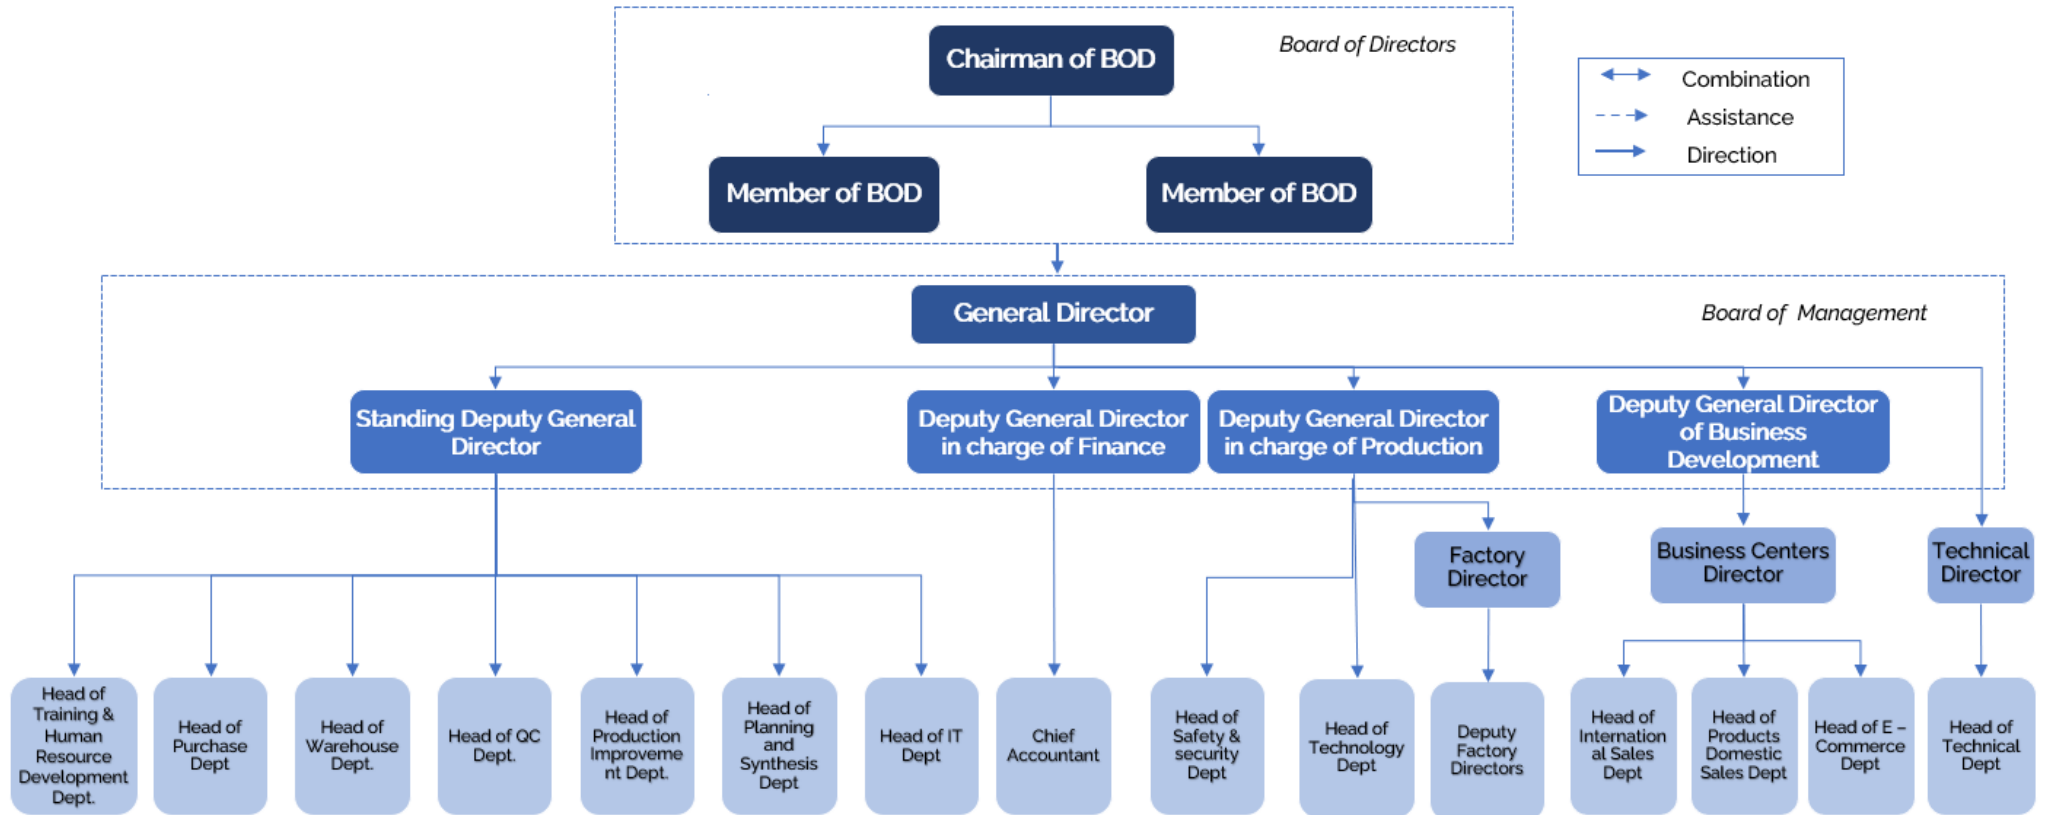 Chairman of BOD
Board of Directors
Combination
Assistance
Direction
Member of BOD
Member of BOD
General Director
Board of Management
Standing Deputy General
Director
Deputy General Director
in charge of Finance
Deputy General Director
in charge of Production
Deputy General Director
of Business
Development
Factory
Director
Business Centers
Director
Technical
Director
Head of
Training &
Human
Resource
Development
Dept.
Head of
Purchase
Dept
Head of
Warehouse
Dept.
Head of QC
Dept.
Head of
Production
Improveme
nt Dept.
Head of
Planning
and
Synthesis
Dept
Head of IT
Dept
Chief
Accountant
Head of
Safety &
security
Dept
Head of
Technology
Dept
Deputy
Factory
Directors
Head of
Internation
al Sales
Dept
Head of
Products
Domestic
Sales Dept
Head of E –
Commerce
Dept
Head of
Technical
Dept